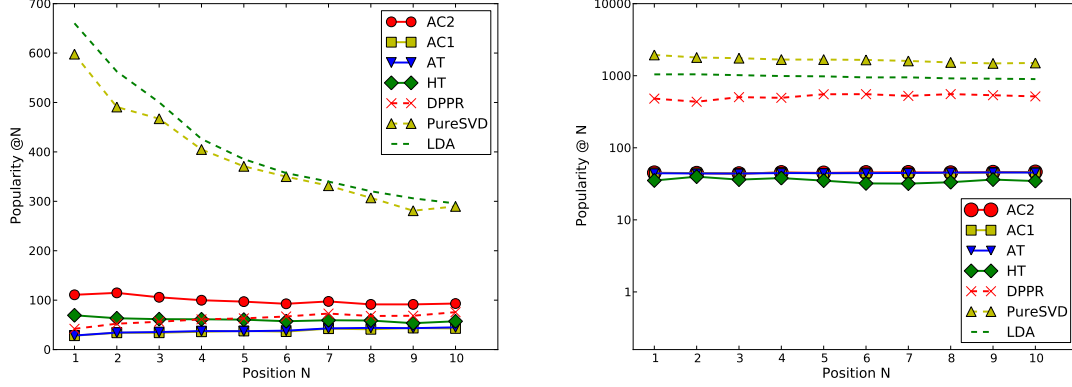 700
600
500
400
300
200
100
0
Popularity @N
1 2 3 4 5 6 7 8 9 10
Position N
AC2
AC1
AT
HT
DPPR
PureSVD
LDA
10000
1000
100
10
1
Popularity @ N
1 2 3 4 5 6 7 8 9 10
Position N
AC2
AC1
AT
HT
DPPR
PureSVD
LDA